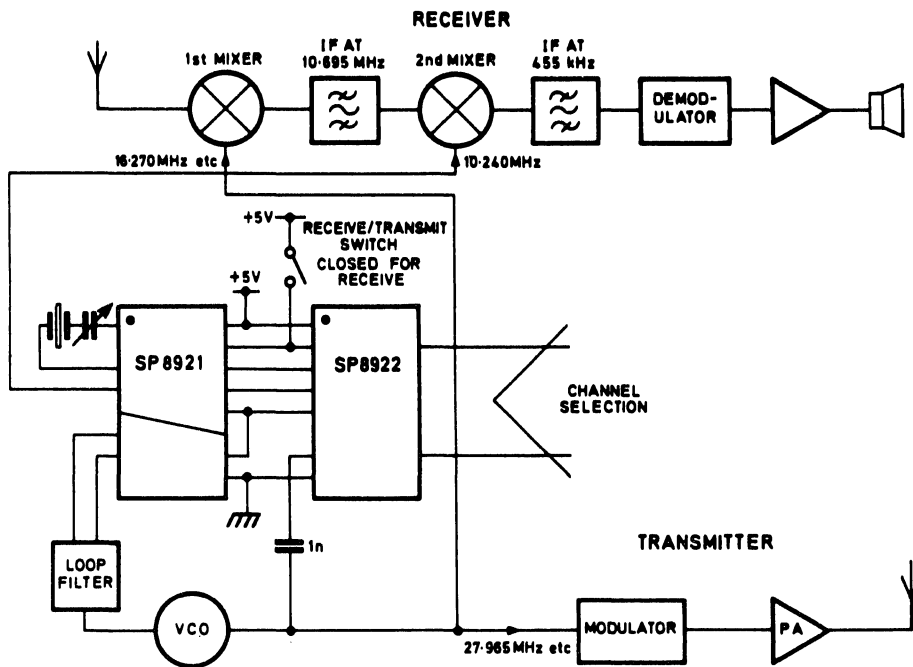 RECEIVER
1st MIXER
IF AT
10·695 MHz
2nd MIXER
IF AT
455 kHz
DEMOD-
ULATOR
16·270MHz etc
10·240MHz
+5V
RECEIVE/TRANSMIT
SWITCH
CLOSED FOR
RECEIVE
+5V
SP8921
SP8922
CHANNEL
SELECTION
1n
LOOP
FILTER
VCO
TRANSMITTER
27·965MHz etc
MODULATOR
PA